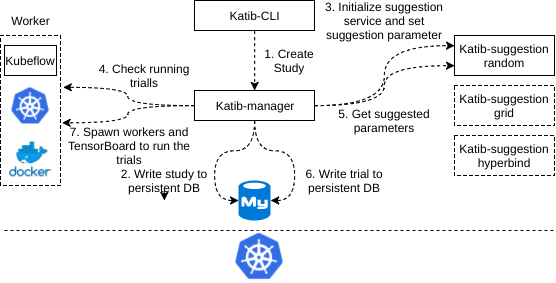 Worker
Kubeflow
docker
Katib-CLI
1. Create
Study
3. Initialize suggestion
service and set
suggestion parameter
Katib-suggestion
random
Katib-suggestion
grid
Katib-suggestion
hyperbind
4. Check running
trialls
Katib-manager
5. Get suggested
parameters
7. Spawn workers and
TensorBoard to run the
trials
2. Write study to
persistent DB
6. Write trial to
persistent DB
My